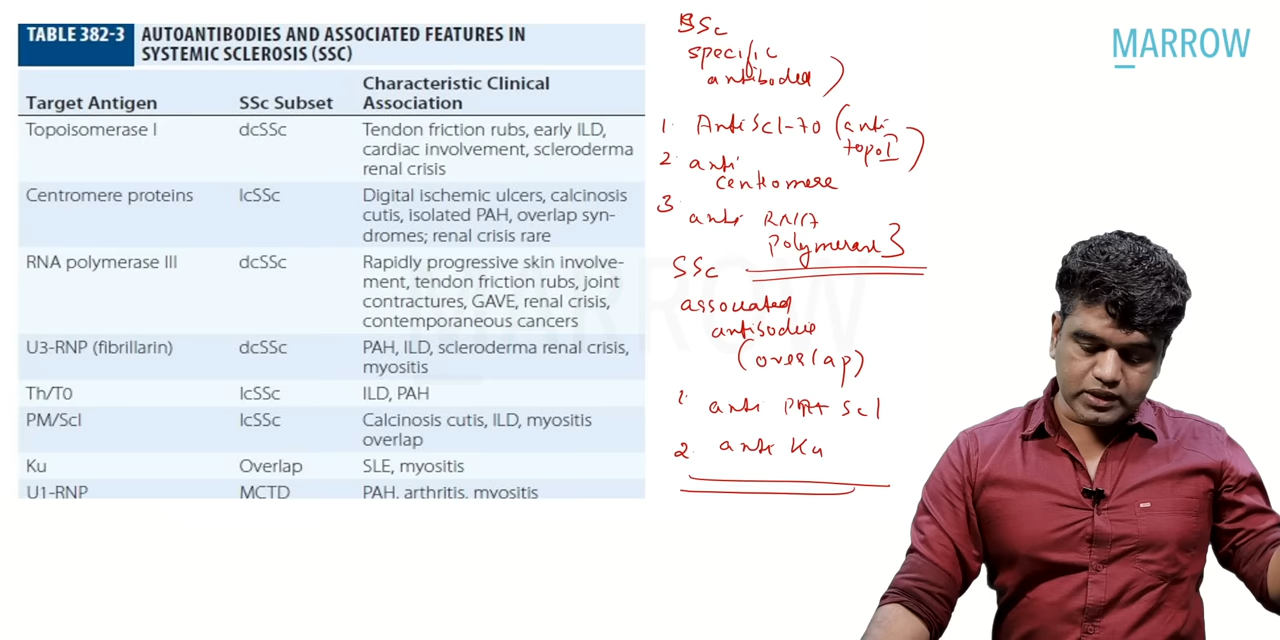 TABLE 382-3
AUTOANTIBODIES AND ASSOCIATED FEATURES IN
SYSTEMIC SCLEROSIS (SSC)
Target Antigen SSc Subset Characteristic Clinical
Association
Topoisomerase I dcSSc Tendon friction rubs, early ILD,
cardiac involvement, scleroderma
renal crisis
Centromere proteins lcSSc Digital ischemic ulcers, calcinosis
cutis, isolated PAH, overlap syn-
dromes; renal crisis rare
RNA polymerase III dcSSc Rapidly progressive skin involve-
ment, tendon friction rubs, joint
contractures, GAVE, renal crisis,
contemporaneous cancers
U3-RNP (fibrillarin) dcSSc PAH, ILD, scleroderma renal crisis,
myositis
Th/T0 lcSSc ILD, PAH
PM/Scl lcSSc Calcinosis cutis, ILD, myositis
overlap
Ku Overlap SLE, myositis
U1-RNP MCTD PAH, arthritis, myositis
SSc
specific
1. Anti Scl-70 (anti
topo I)
2. anti
centromere
3. anti RNA
polymerase 3
SSc
associated
antibodies
(overlap)
1. anti Scl
2. anti Ku
MARROW
MARROW